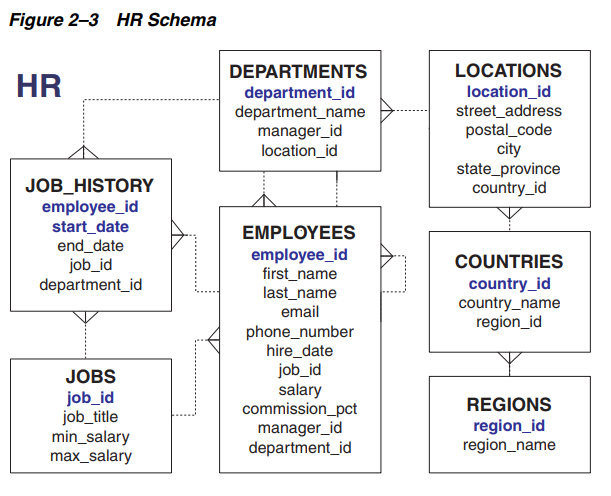 Figure 2–3 HR Schema
HR
DEPARTMENTS
department_id
department_name
manager_id
location_id
LOCATIONS
location_id
street_address
postal_code
city
state_province
country_id
JOB_HISTORY
employee_id
start_date
end_date
job_id
department_id
EMPLOYEES
employee_id
first_name
last_name
email
phone_number
hire_date
job_id
salary
commission_pct
manager_id
department_id
COUNTRIES
country_id
country_name
region_id
JOBS
job_id
job_title
min_salary
max_salary
REGIONS
region_id
region_name